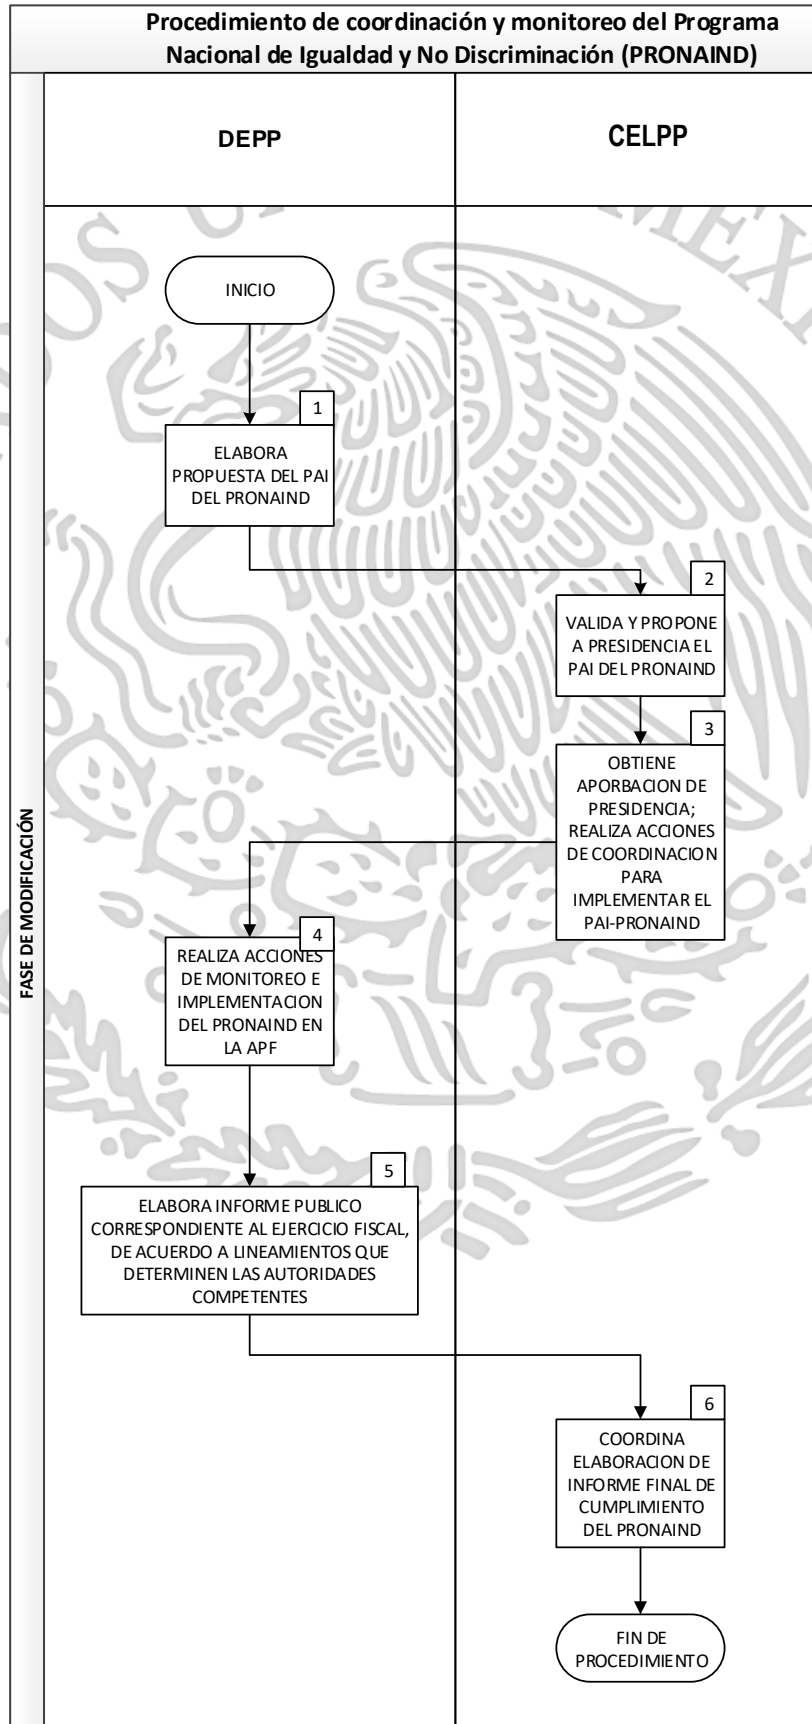 Procedimiento de coordinación y monitoreo del Programa
Nacional de Igualdad y No Discriminación (PRONAIND)
DEPP
CELPP
FASE DE MODIFICACIÓN
INICIO
1
ELABORA
PROPUESTA DEL PAI
DEL PRONAIND
2
VALIDA Y PROPONE
A PRESIDENCIA EL
PAI DEL PRONAIND
3
OBTIENE
APORBACION DE
PRESIDENCIA;
REALIZA ACCIONES
DE COORDINACION
PARA
IMPLEMENTAR EL
PAI-PRONAIND
4
REALIZA ACCIONES
DE MONITOREO E
IMPLEMENTACION
DEL PRONAIND EN
LA APF
5
ELABORA INFORME PUBLICO
CORRESPONDIENTE AL EJERCICIO FISCAL,
DE ACUERDO A LINEAMIENTOS QUE
DETERMINEN LAS AUTORIDADES
COMPETENTES
6
COORDINA
ELABORACION DE
INFORME FINAL DE
CUMPLIMIENTO
DEL PRONAIND
FIN DE
PROCEDIMIENTO